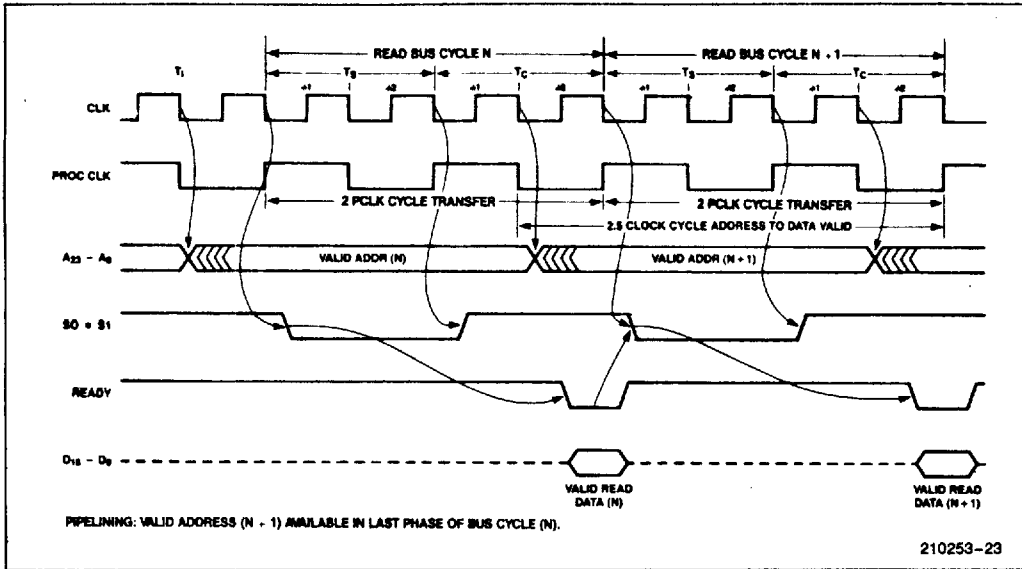 READ BUS CYCLE N
READ BUS CYCLE N + 1
TI TS TC TS TC
φ1 φ2 φ1 φ2 φ1 φ2 φ1 φ2
CLK
PROC CLK
2 PCLK CYCLE TRANSFER
2 PCLK CYCLE TRANSFER
2.5 CLOCK CYCLE ADDRESS TO DATA VALID
A23 – A0
VALID ADDR (N)
VALID ADDR (N + 1)
S0 • S1
READY
D15 – D0
VALID READ
DATA (N)
VALID READ
DATA (N + 1)
PIPELINING: VALID ADDRESS (N + 1) AVAILABLE IN LAST PHASE OF BUS CYCLE (N).
210253–23